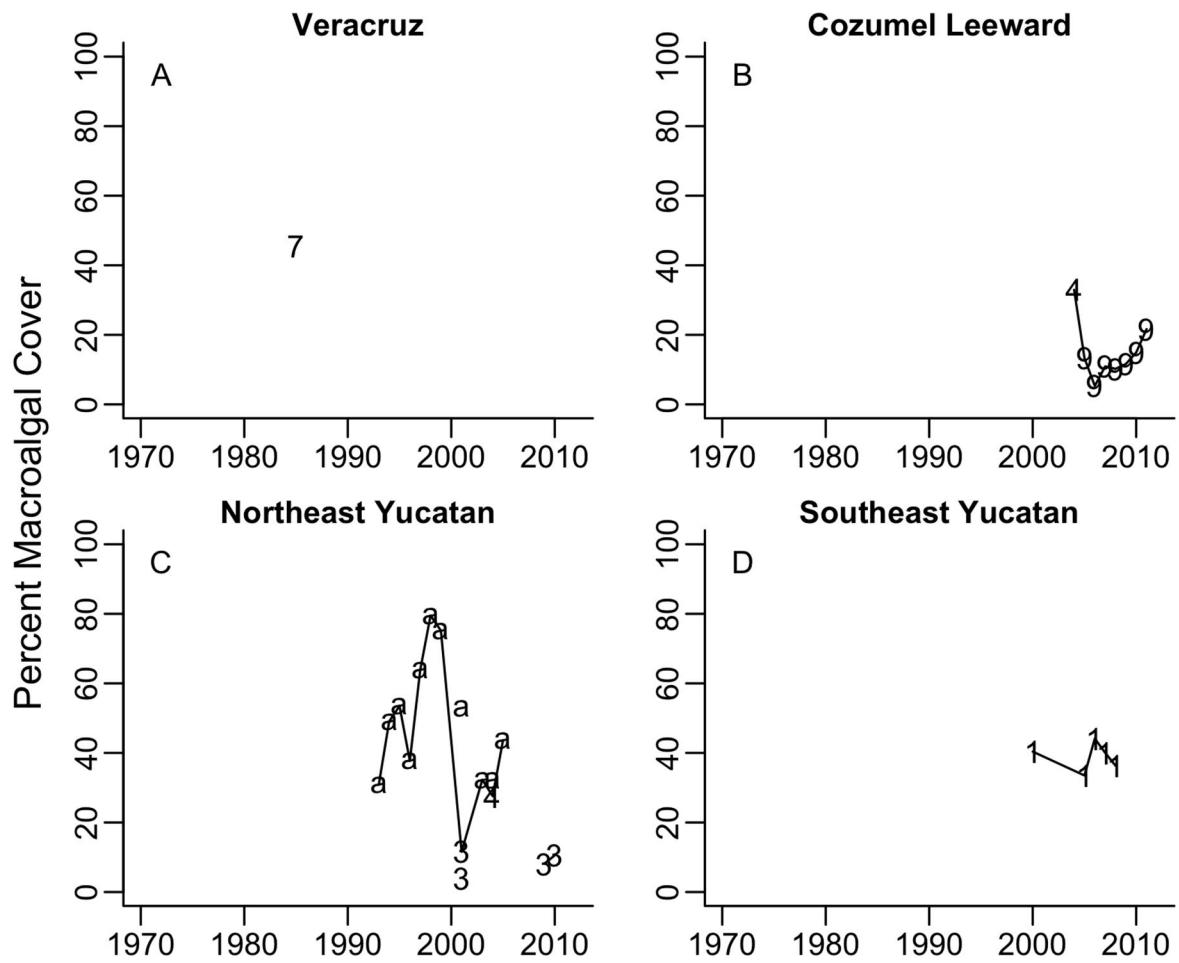 Veracruz
Cozumel Leeward
A
B
100
80
60
40
20
0
7
100
80
60
40
20
0
4
9 9 9 9 9 9 9
1970 1980 1990 2000 2010
1970 1980 1990 2000 2010
Percent Macroalgal Cover
Northeast Yucatan
Southeast Yucatan
C
D
100
80
60
40
20
0
a a a a a a a a a a a
4
3 3 3 3
100
80
60
40
20
0
1 1 1 1 1
1970 1980 1990 2000 2010
1970 1980 1990 2000 2010